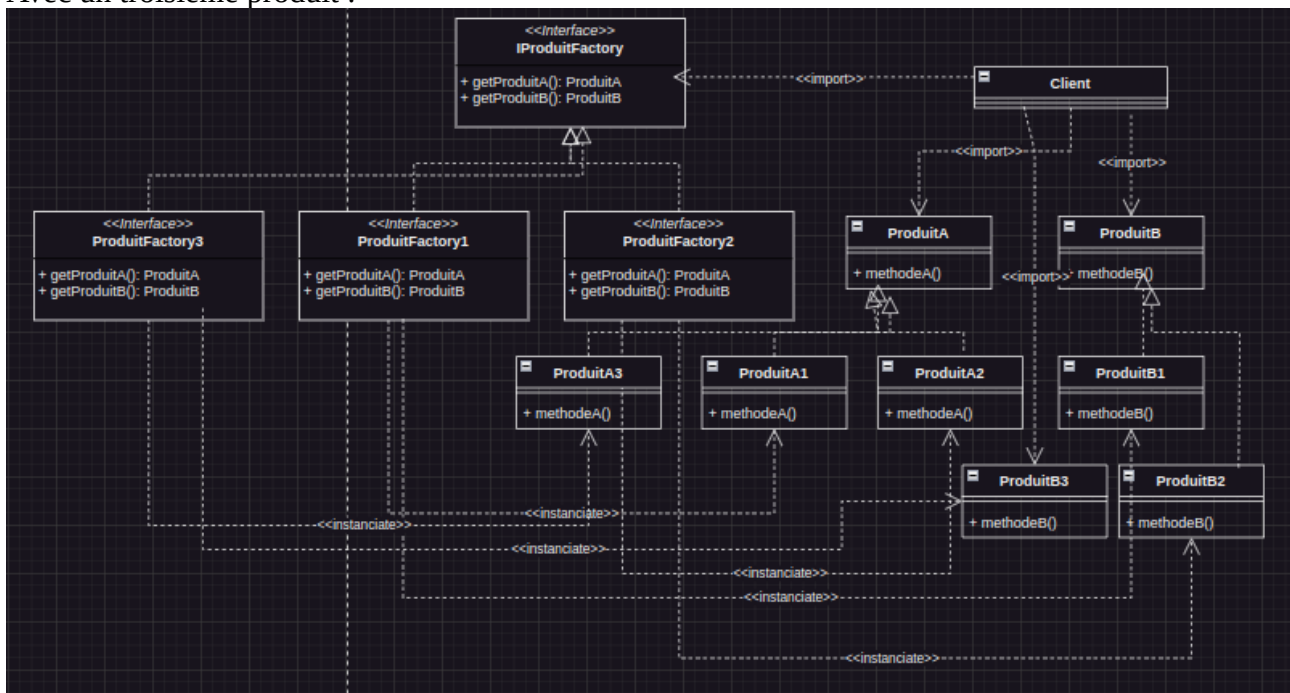 Avec un troisième produit :
<<Interface>>
IProduitFactory
+ getProduitA(): ProduitA
+ getProduitB(): ProduitB
<<import>>
Client
<<import>>
<<import>>
<<Interface>>
ProduitFactory3
+ getProduitA(): ProduitA
+ getProduitB(): ProduitB
<<Interface>>
ProduitFactory1
+ getProduitA(): ProduitA
+ getProduitB(): ProduitB
<<Interface>>
ProduitFactory2
+ getProduitA(): ProduitA
+ getProduitB(): ProduitB
ProduitA
+ methodeA()
<<import>>
ProduitB
+ methodeB()
ProduitA3
+ methodeA()
ProduitA1
+ methodeA()
ProduitA2
+ methodeA()
ProduitB1
+ methodeB()
ProduitB3
+ methodeB()
ProduitB2
+ methodeB()
<<instanciate>>
<<instanciate>>
<<instanciate>>
<<instanciate>>
<<instanciate>>
<<instanciate>>